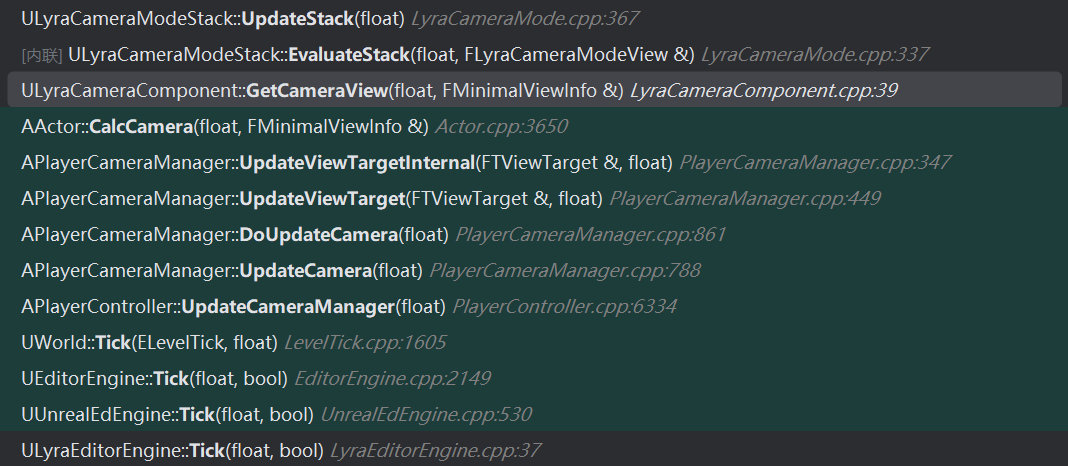 ULyraCameraModeStack::UpdateStack(float) LyraCameraMode.cpp:367
[内联] ULyraCameraModeStack::EvaluateStack(float, FLyraCameraModeView &) LyraCameraMode.cpp:337
ULyraCameraComponent::GetCameraView(float, FMinimalViewInfo &) LyraCameraComponent.cpp:39
AActor::CalcCamera(float, FMinimalViewInfo &) Actor.cpp:3650
APlayerCameraManager::UpdateViewTargetInternal(FTViewTarget &, float) PlayerCameraManager.cpp:347
APlayerCameraManager::UpdateViewTarget(FTViewTarget &, float) PlayerCameraManager.cpp:449
APlayerCameraManager::DoUpdateCamera(float) PlayerCameraManager.cpp:861
APlayerCameraManager::UpdateCamera(float) PlayerCameraManager.cpp:788
APlayerController::UpdateCameraManager(float) PlayerController.cpp:6334
UWorld::Tick(ELevelTick, float) LevelTick.cpp:1605
UEditorEngine::Tick(float, bool) EditorEngine.cpp:2149
UUnrealEdEngine::Tick(float, bool) UnrealEdEngine.cpp:530
ULyraEditorEngine::Tick(float, bool) LyraEditorEngine.cpp:37